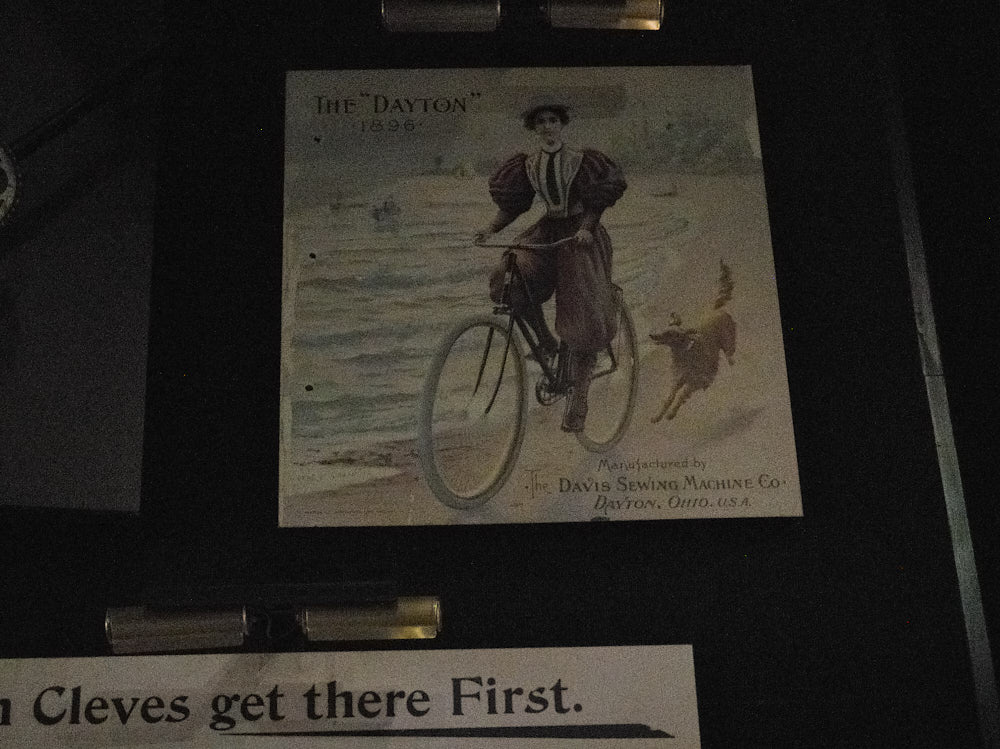 THE "DAYTON"
·1896·
Manufactured by
·The DAVIS SEWING MACHINE CO·
DAYTON, OHIO. U.S.A.
Cleves get there First.